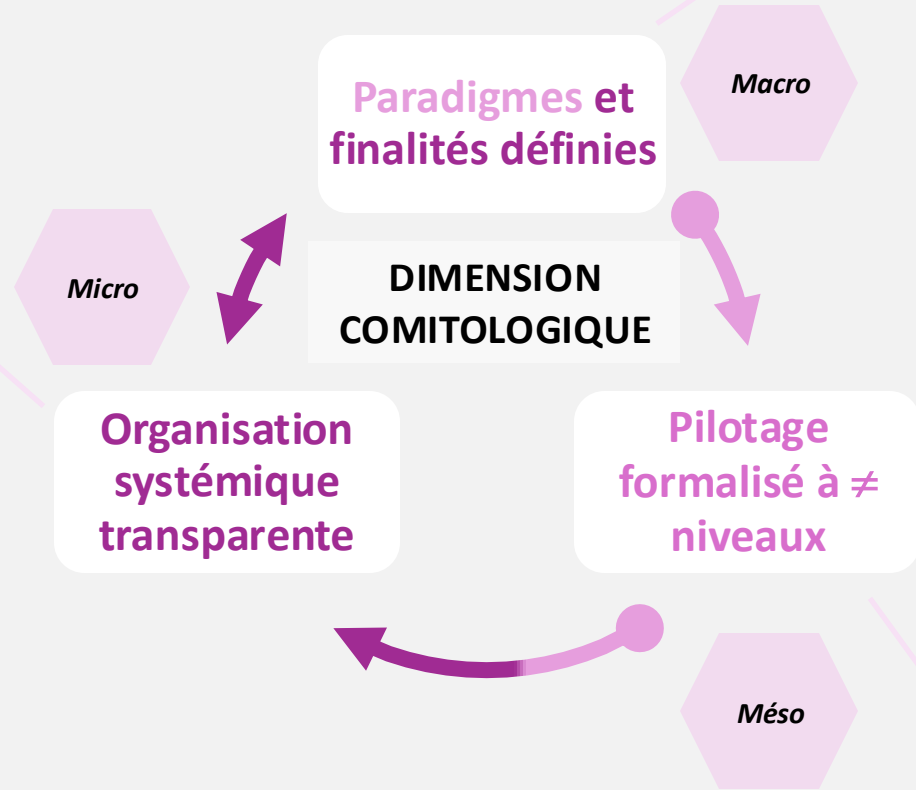 Macro
Paradigmes et
finalités définies
Micro
DIMENSION
COMITOLOGIQUE
Organisation
systémique
transparente
Pilotage
formalisé à ≠
niveaux
Méso